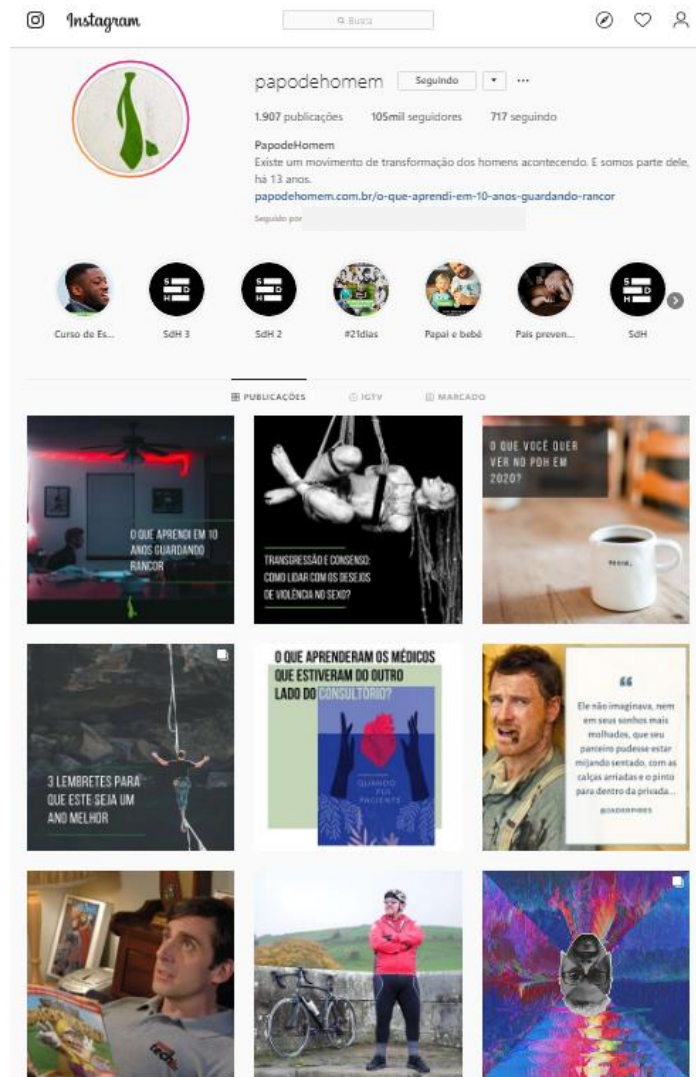 Instagram
Busca
papodehomem Seguindo
1.907 publicações 105mil seguidores 717 seguindo
PapodeHomem
Existe um movimento de transformação dos homens acontecendo. E somos parte dele,
há 13 anos.
papodehomem.com.br/o-que-aprendi-em-10-anos-guardando-rancor
Seguido por
S
D
H
S
D
H
S
D
H
Curso de Es... SdH 3 SdH 2 #21dias Papai e bebê Pais preven... SdH
PUBLICAÇÕES IGTV MARCADO
O QUE APRENDI EM 10
ANOS GUARDANDO
RANCOR
TRANSGRESSÃO E CONSENSO:
COMO LIDAR COM OS DESEJOS
DE VIOLÊNCIA NO SEXO?
O QUE VOCÊ QUER
VER NO PDH EM
2020?
3 LEMBRETES PARA
QUE ESTE SEJA UM
ANO MELHOR
O QUE APRENDERAM OS MÉDICOS
QUE ESTIVERAM DO OUTRO
LADO DO CONSULTÓRIO?
QUANDO
FUI
PACIENTE
“
Ele não imaginava, nem
em seus sonhos mais
molhados, que seu
parceiro pudesse estar
mijando sentado, com as
calças arriadas e o pinto
para dentro da privada...
@JADERPIRES
tech